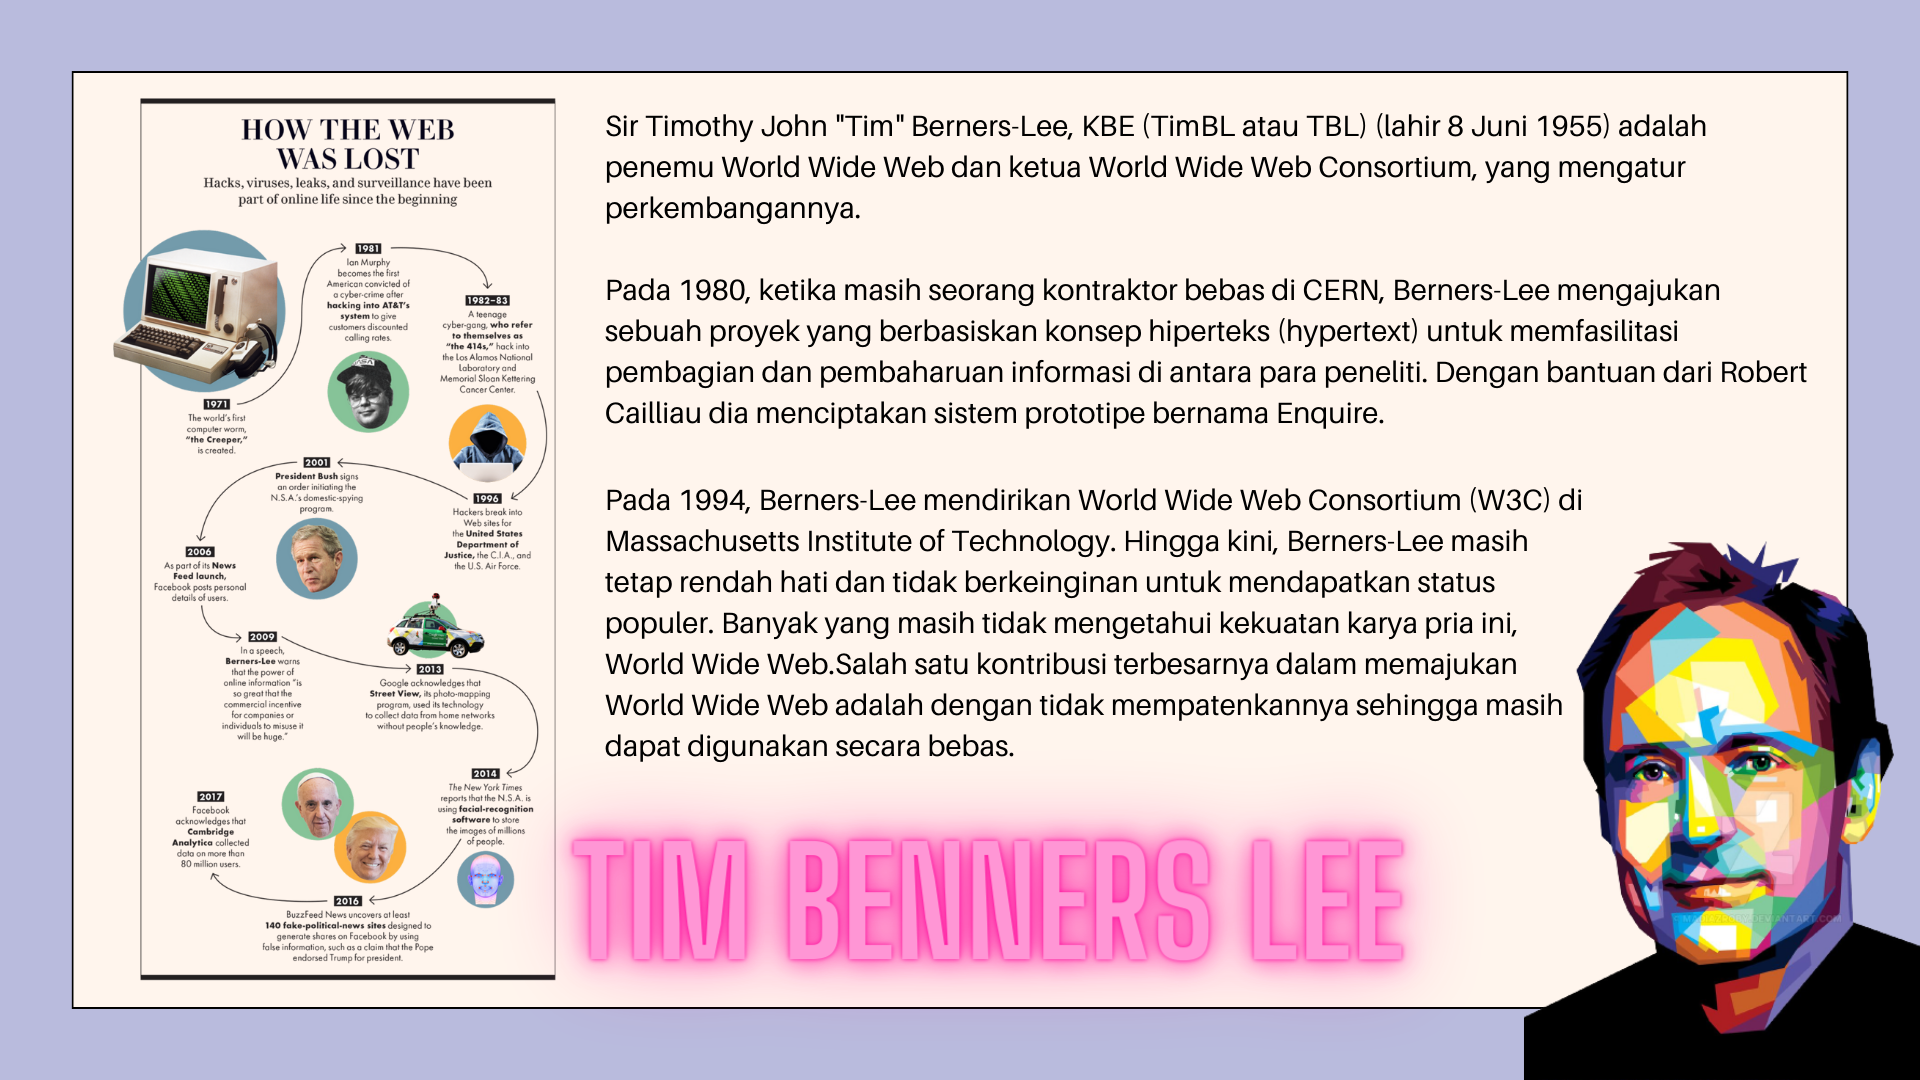 HOW THE WEB
WAS LOST
Hacks, viruses, leaks, and surveillance have been
part of online life since the beginning
1971
The world's first
computer worm,
"the Creeper,"
is created.
1981
Ian Murphy
becomes the first
American convicted of
a cyber-crime after
hacking into AT&T's
system to give
customers discounted
calling rates.
1982–83
A teenage
cyber-gang, who refer
to themselves as
"the 414s," hack into
the Los Alamos National
Laboratory and
Memorial Sloan Kettering
Cancer Center.
1996
Hackers break into
Web sites for
the United States
Department of
Justice, the C.I.A., and
the U.S. Air Force.
2001
President Bush signs
an order initiating the
N.S.A.'s domestic-spying
program.
2006
As part of its News
Feed launch,
Facebook posts personal
details of users.
2009
In a speech,
Berners-Lee warns
that the power of
online information "is
so great that the
commercial incentive
for companies or
individuals to misuse it
will be huge."
2013
Google acknowledges that
Street View, its photo-mapping
program, used its technology
to collect data from home networks
without people's knowledge.
2014
The New York Times
reports that the N.S.A. is
using facial-recognition
software to store
the images of millions
of people.
2016
BuzzFeed News uncovers at least
140 fake-political-news sites designed to
generate shares on Facebook by using
false information, such as a claim that the Pope
endorsed Trump for president.
2017
Facebook
acknowledges that
Cambridge
Analytica collected
data on more than
80 million users.
Sir Timothy John "Tim" Berners-Lee, KBE (TimBL atau TBL) (lahir 8 Juni 1955) adalah
penemu World Wide Web dan ketua World Wide Web Consortium, yang mengatur
perkembangannya.
Pada 1980, ketika masih seorang kontraktor bebas di CERN, Berners-Lee mengajukan
sebuah proyek yang berbasiskan konsep hiperteks (hypertext) untuk memfasilitasi
pembagian dan pembaharuan informasi di antara para peneliti. Dengan bantuan dari Robert
Cailliau dia menciptakan sistem prototipe bernama Enquire.
Pada 1994, Berners-Lee mendirikan World Wide Web Consortium (W3C) di
Massachusetts Institute of Technology. Hingga kini, Berners-Lee masih
tetap rendah hati dan tidak berkeinginan untuk mendapatkan status
populer. Banyak yang masih tidak mengetahui kekuatan karya pria ini,
World Wide Web.Salah satu kontribusi terbesarnya dalam memajukan
World Wide Web adalah dengan tidak mempatenkannya sehingga masih
dapat digunakan secara bebas.
TIM BENNERS LEE